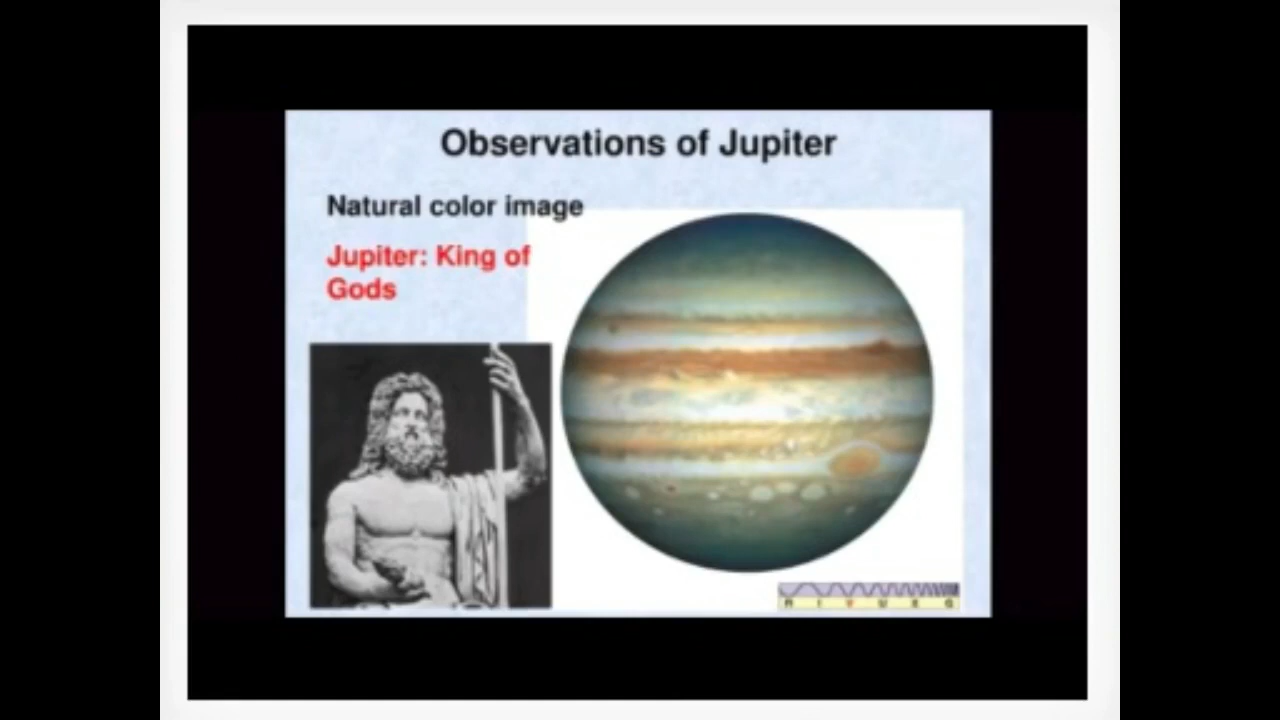 Observations of Jupiter
Natural color image
Jupiter: King of
Gods
R I V U X G